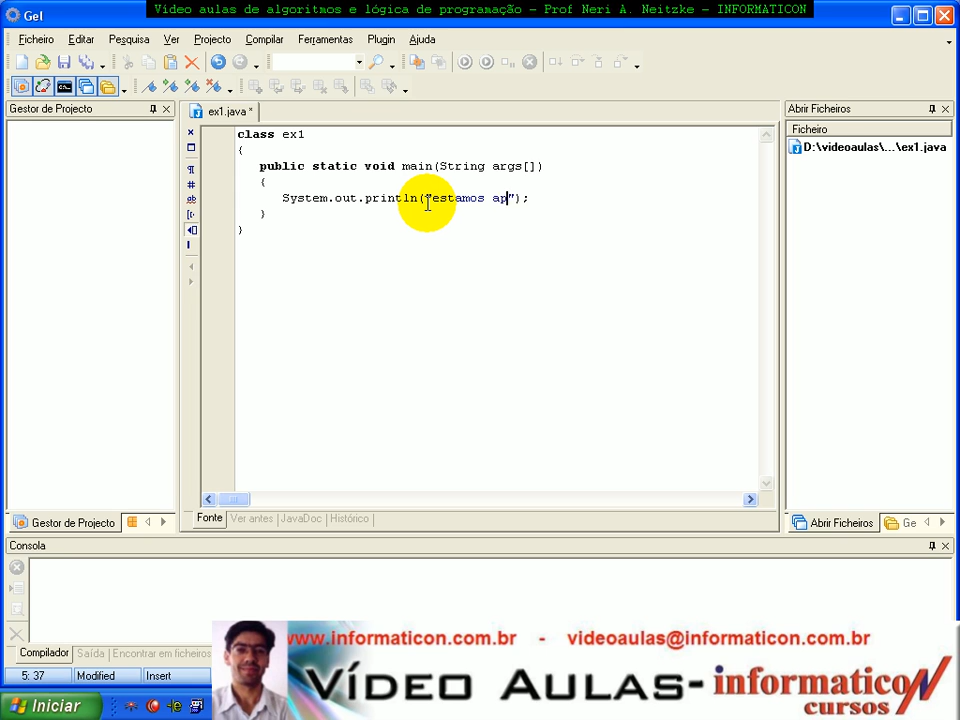 Vídeo aulas de algoritmos e lógica de programação – Prof Neri A. Neitzke – INFORMATICON
Gel
Ficheiro Editar Pesquisa Ver Projecto Compilar Ferramentas Plugin Ajuda
Gestor de Projecto
ex1.java *
Abrir Ficheiros
Ficheiro
D:\videoaulas\...\ex1.java
class ex1
{
public static void main(String args[])
{
System.out.println("estamos ap");
}
}
Fonte Ver antes JavaDoc Histórico
Gestor de Projecto
Abrir Ficheiros Ge
Consola
www.informaticon.com.br - videoaulas@informaticon.com.br
Compilador Saída Encontrar em ficheiros
5: 37 Modified Insert
Vídeo Aulas-informaticon
cursos
Iniciar